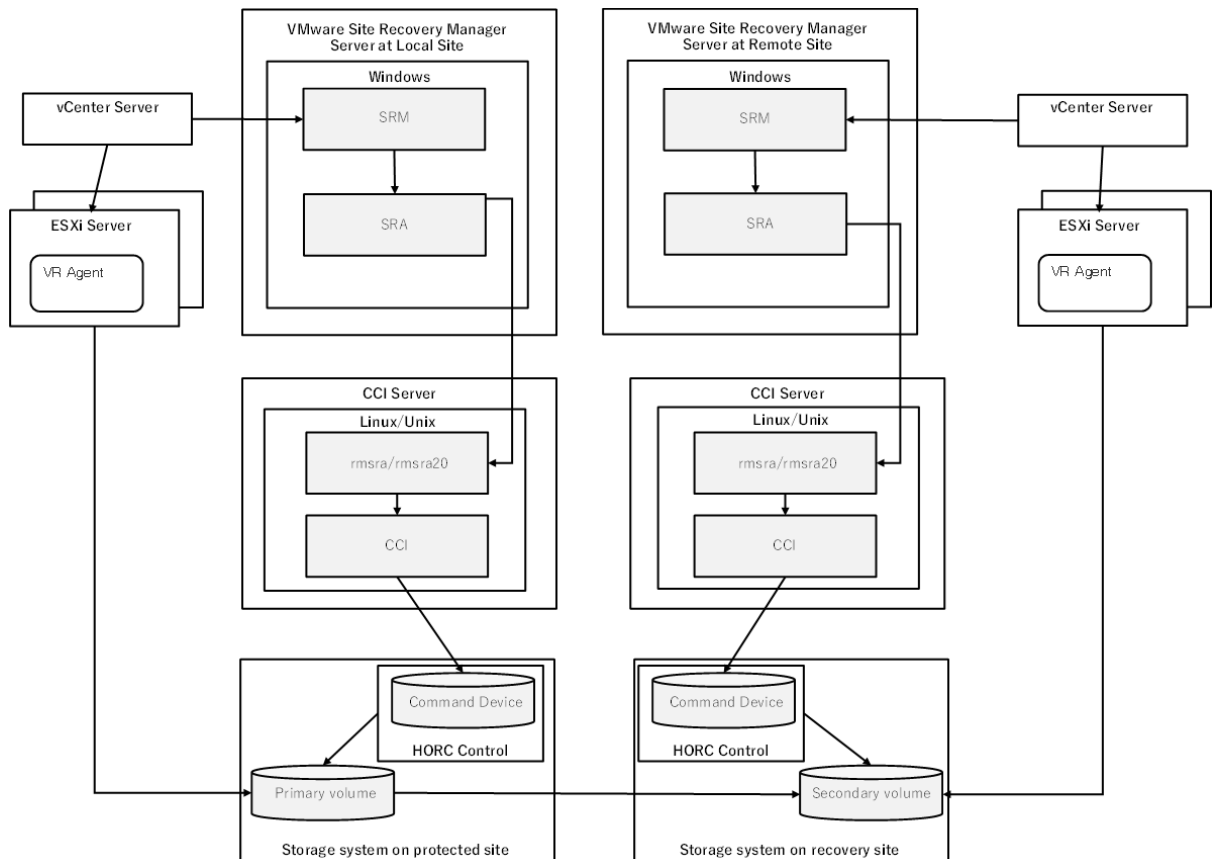 VMware Site Recovery Manager
Server at Local Site
VMware Site Recovery Manager
Server at Remote Site
Windows
Windows
vCenter Server
SRM
SRM
vCenter Server
SRA
SRA
ESXi Server
ESXi Server
VR Agent
VR Agent
CCI Server
CCI Server
Linux/Unix
Linux/Unix
rmsra/rmsra20
rmsra/rmsra20
CCI
CCI
Command Device
Command Device
HORC Control
HORC Control
Primary volume
Secondary volume
Storage system on protected site
Storage system on recovery site